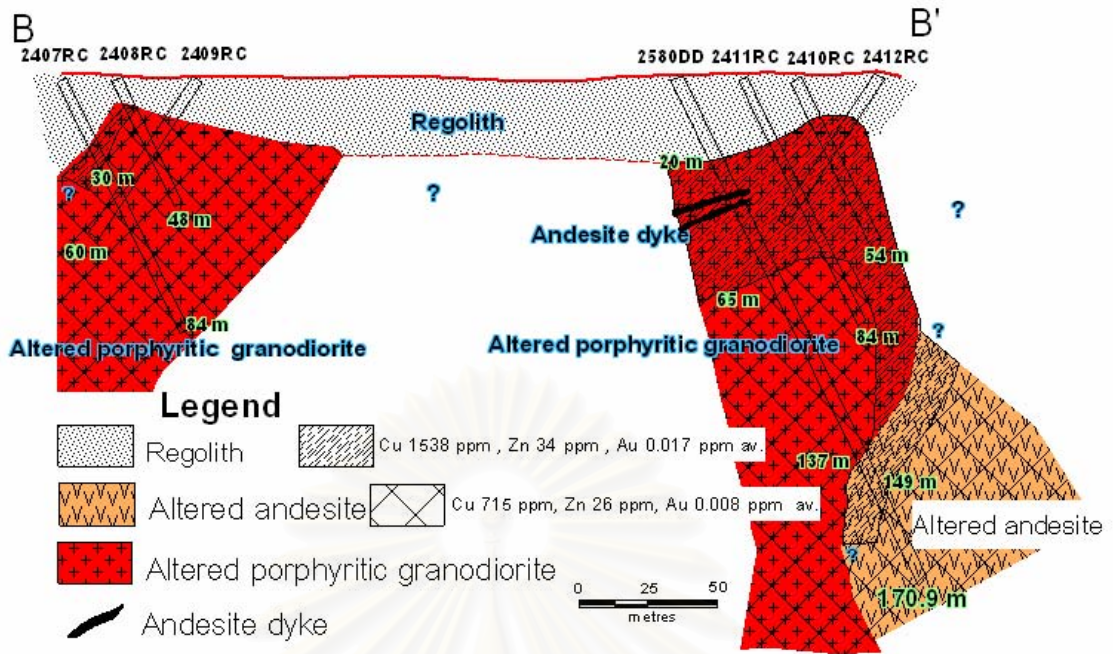 B
B'
2407RC 2408RC 2409RC
2580DD 2411RC 2410RC 2412RC
Regolith
20 m
30 m
?
?
?
48 m
Andesite dyke
60 m
54 m
65 m
84 m
84 m
?
Altered porphyritic granodiorite
Altered porphyritic granodiorite
Legend
Regolith
Cu 1538 ppm , Zn 34 ppm , Au 0.017 ppm av.
137 m
149 m
Altered andesite
Cu 715 ppm, Zn 26 ppm, Au 0.008 ppm av.
Altered andesite
?
Altered porphyritic granodiorite
0 25 50
metres
170.9 m
Andesite dyke